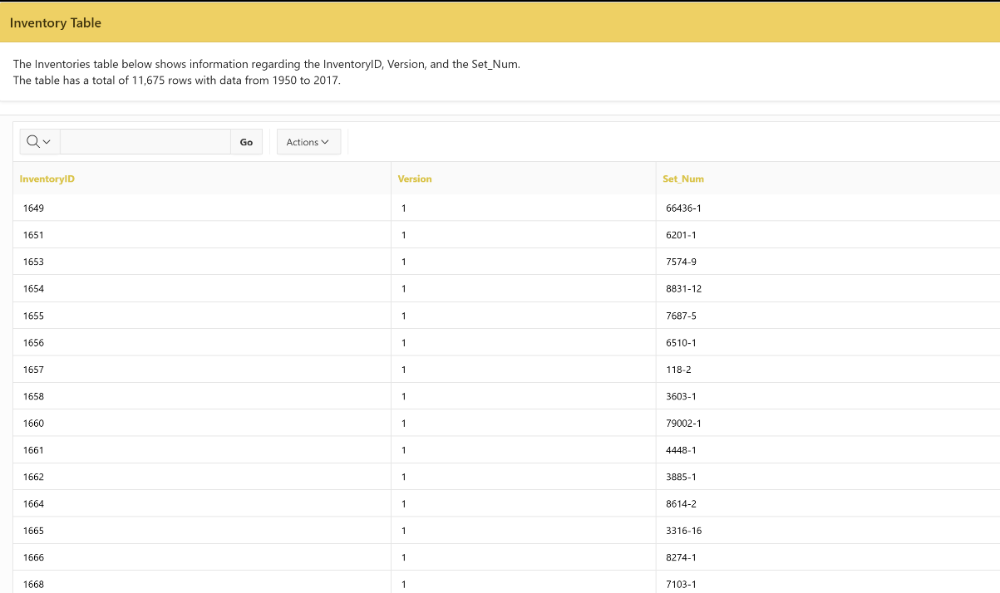 Inventory Table
The Inventories table below shows information regarding the InventoryID, Version, and the Set_Num.
The table has a total of 11,675 rows with data from 1950 to 2017.
Go Actions
InventoryID Version Set_Num
1649 1 66436-1
1651 1 6201-1
1653 1 7574-9
1654 1 8831-12
1655 1 7687-5
1656 1 6510-1
1657 1 118-2
1658 1 3603-1
1660 1 79002-1
1661 1 4448-1
1662 1 3885-1
1664 1 8614-2
1665 1 3316-16
1666 1 8274-1
1668 1 7103-1